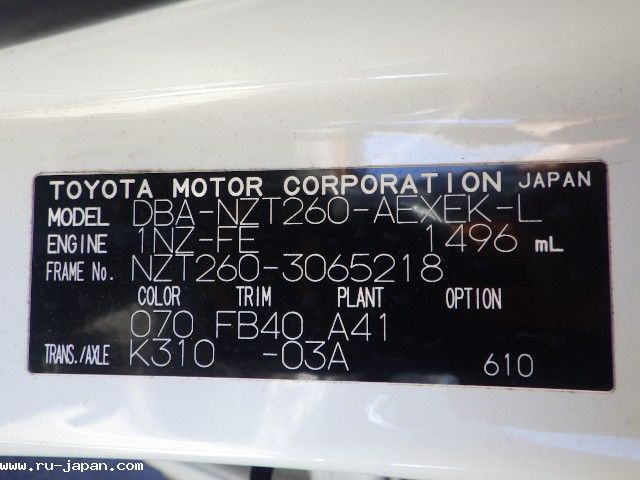 TOYOTA MOTOR CORPORATION JAPAN
MODEL DBA-NZT260-AEXEK-L
ENGINE 1NZ-FE 1496 mL
FRAME No. NZT260-3065218
COLOR TRIM PLANT OPTION
070 FB40 A41
TRANS./AXLE K310 -03A 610
www.ru-japan.com